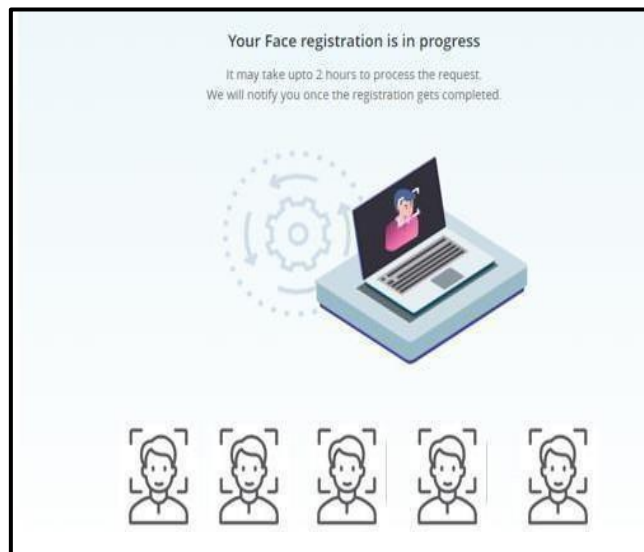 Your Face registration is in progress
It may take upto 2 hours to process the request.
We will notify you once the registration gets completed.